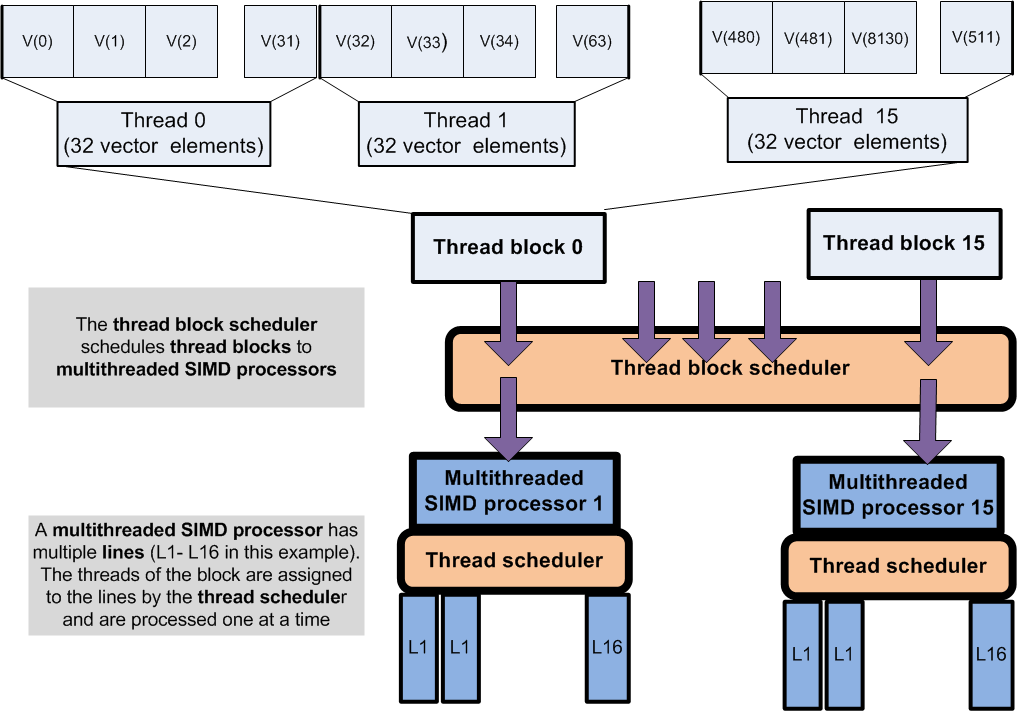 V(0)
V(1)
V(2)
V(31)
V(32)
V(33)
V(34)
V(63)
V(480)
V(481)
V(8130)
V(511)
Thread 0
(32 vector elements)
Thread 1
(32 vector elements)
Thread 15
(32 vector elements)
Thread block 0
Thread block 15
The thread block scheduler
schedules thread blocks to
multithreaded SIMD processors
Thread block scheduler
Multithreaded
SIMD processor 1
Multithreaded
SIMD processor 15
A multithreaded SIMD processor has
multiple lines (L1- L16 in this example).
The threads of the block are assigned
to the lines by the thread scheduler
and are processed one at a time
Thread scheduler
Thread scheduler
L1
L1
L16
L1
L1
L16